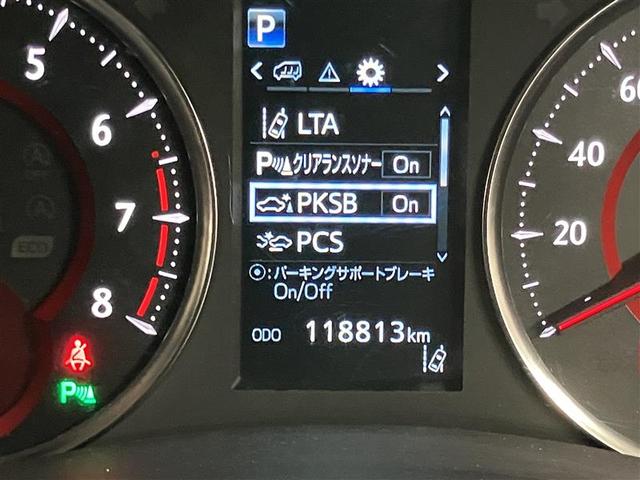 P
LTA
P クリアランスソナー On
PKSB On
PCS
:パーキングサポートブレーキ
On/Off
ODO 118813km
5
6
7
8
P
ECO
OFF
60
40
20